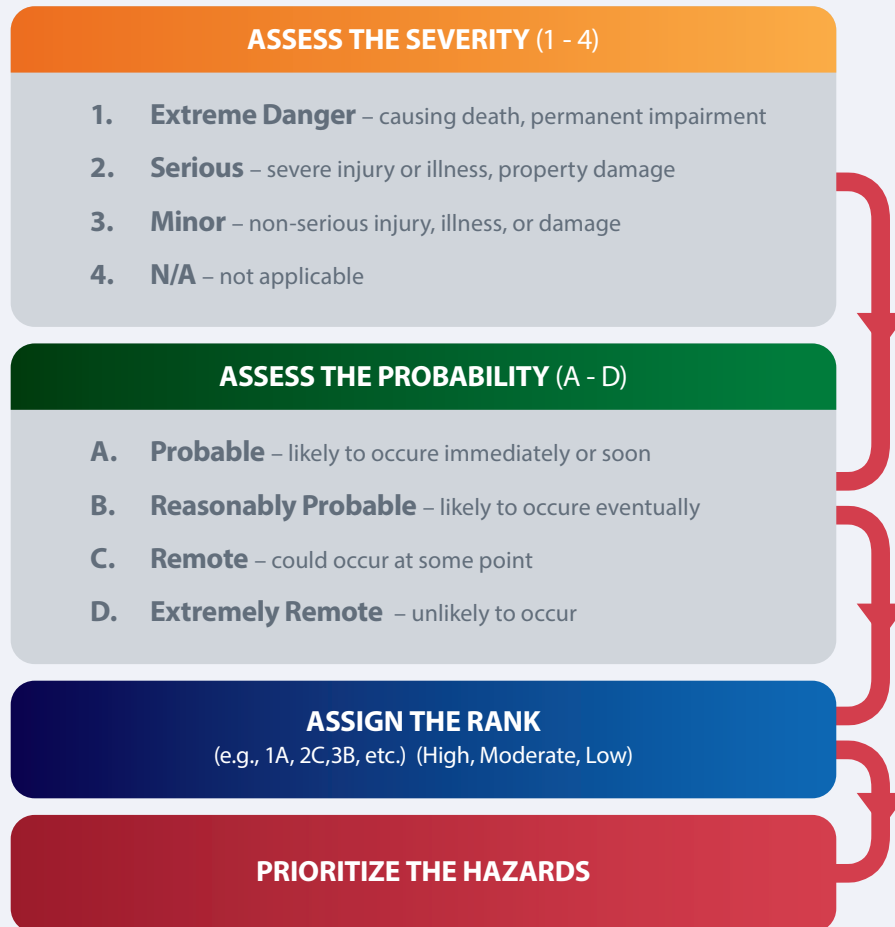 ASSESS THE SEVERITY (1 - 4)
1. Extreme Danger – causing death, permanent impairment
2. Serious – severe injury or illness, property damage
3. Minor – non-serious injury, illness, or damage
4. N/A – not applicable
ASSESS THE PROBABILITY (A - D)
A. Probable – likely to occure immediately or soon
B. Reasonably Probable – likely to occure eventually
C. Remote – could occur at some point
D. Extremely Remote – unlikely to occur
ASSIGN THE RANK
(e.g., 1A, 2C,3B, etc.) (High, Moderate, Low)
PRIORITIZE THE HAZARDS